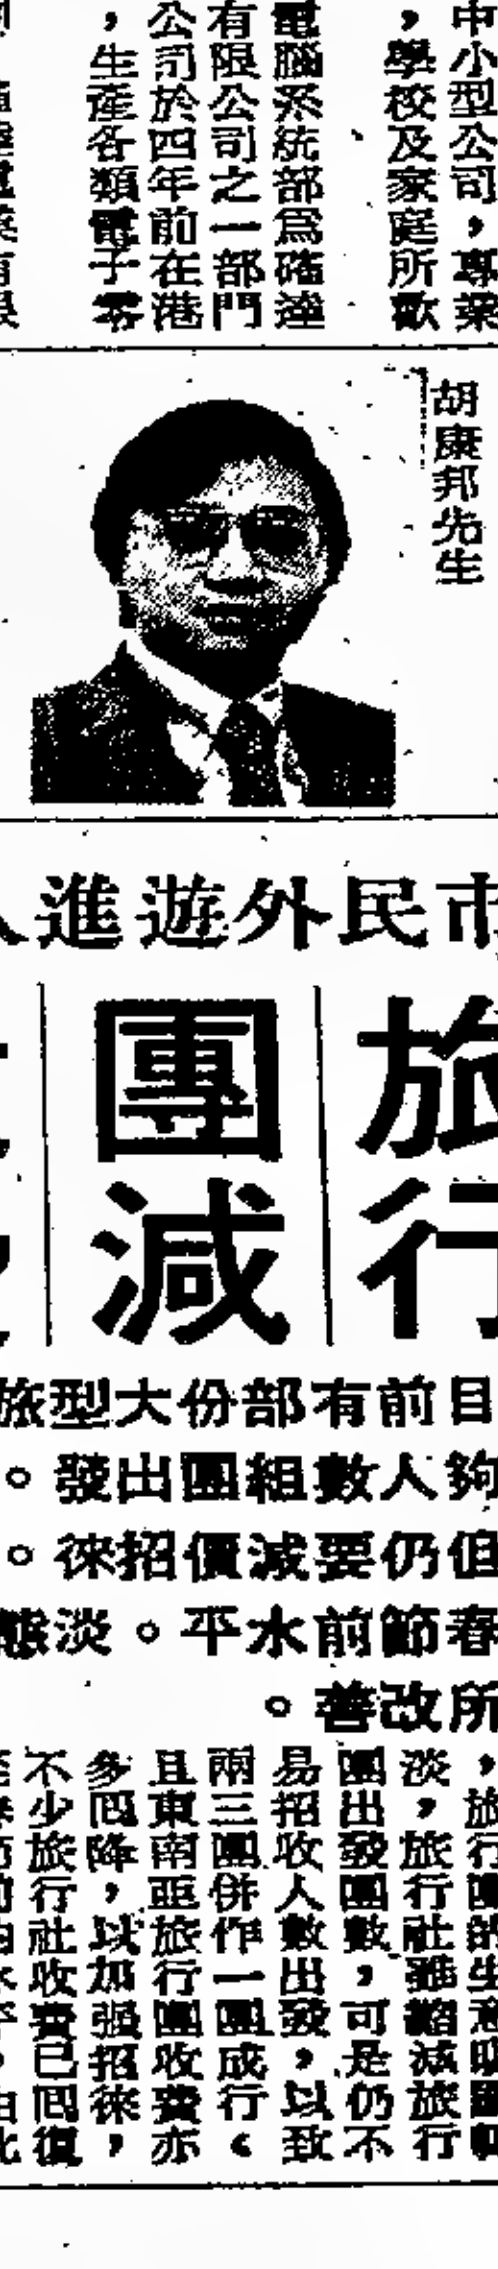 中小型公司，專業
，學校及家庭所歡
電腦系統部為確達
有限公司之一部門
公司於四年前在港
，生產各類電子零
胡康邦先生
市民外遊進入
旅行
團減
目前有部份大型旅
夠人數組團出發。
但仍要減價招徠。
春節前水平。淡
所改善。
，旅行團的生意
淡，旅行社雖縮減旅行
團出發團數，可是仍不
易招收人數出發，以致
兩三團併作一團成行。
且東南亞旅行團收費亦
多回降，以加強招徠，
不少旅行社收費已回復